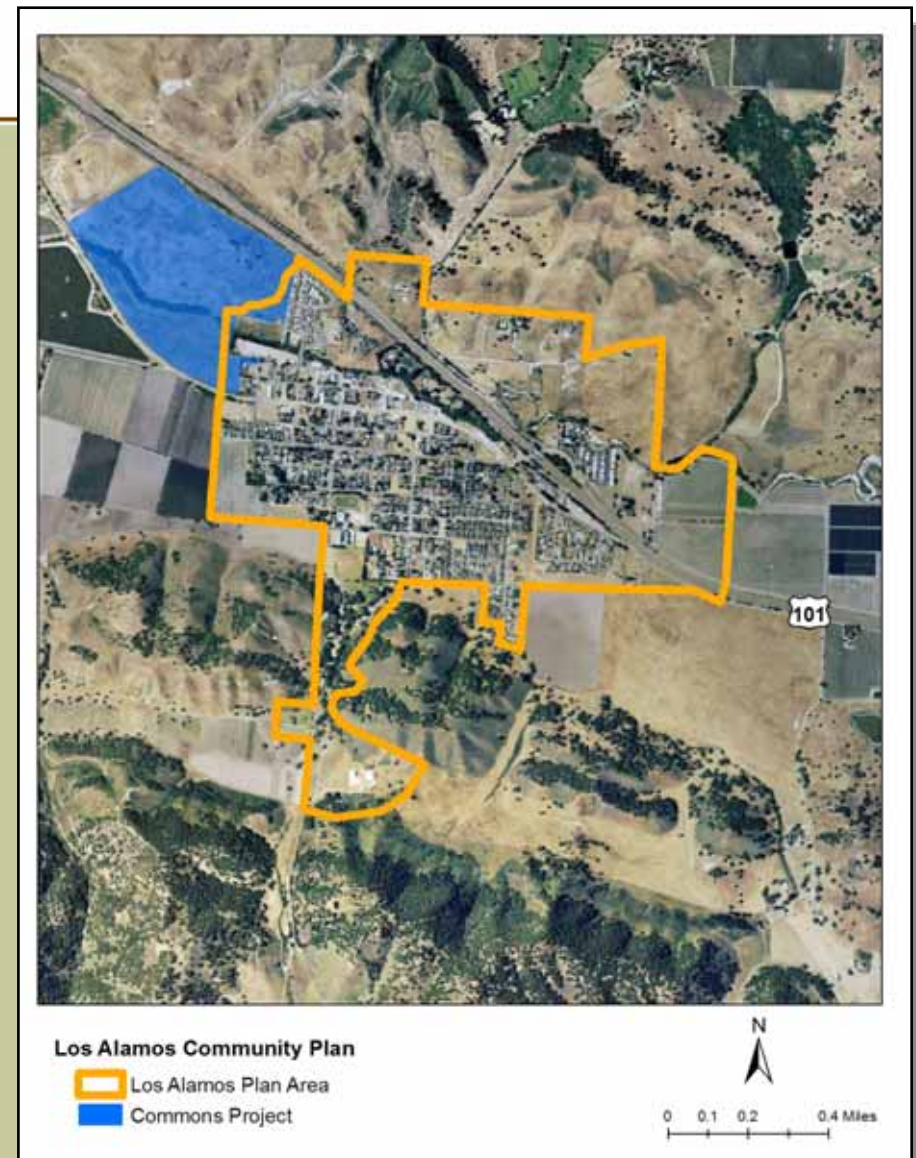 101
Los Alamos Community Plan
Los Alamos Plan Area
Commons Project
N
0 0.1 0.2 0.4 Miles